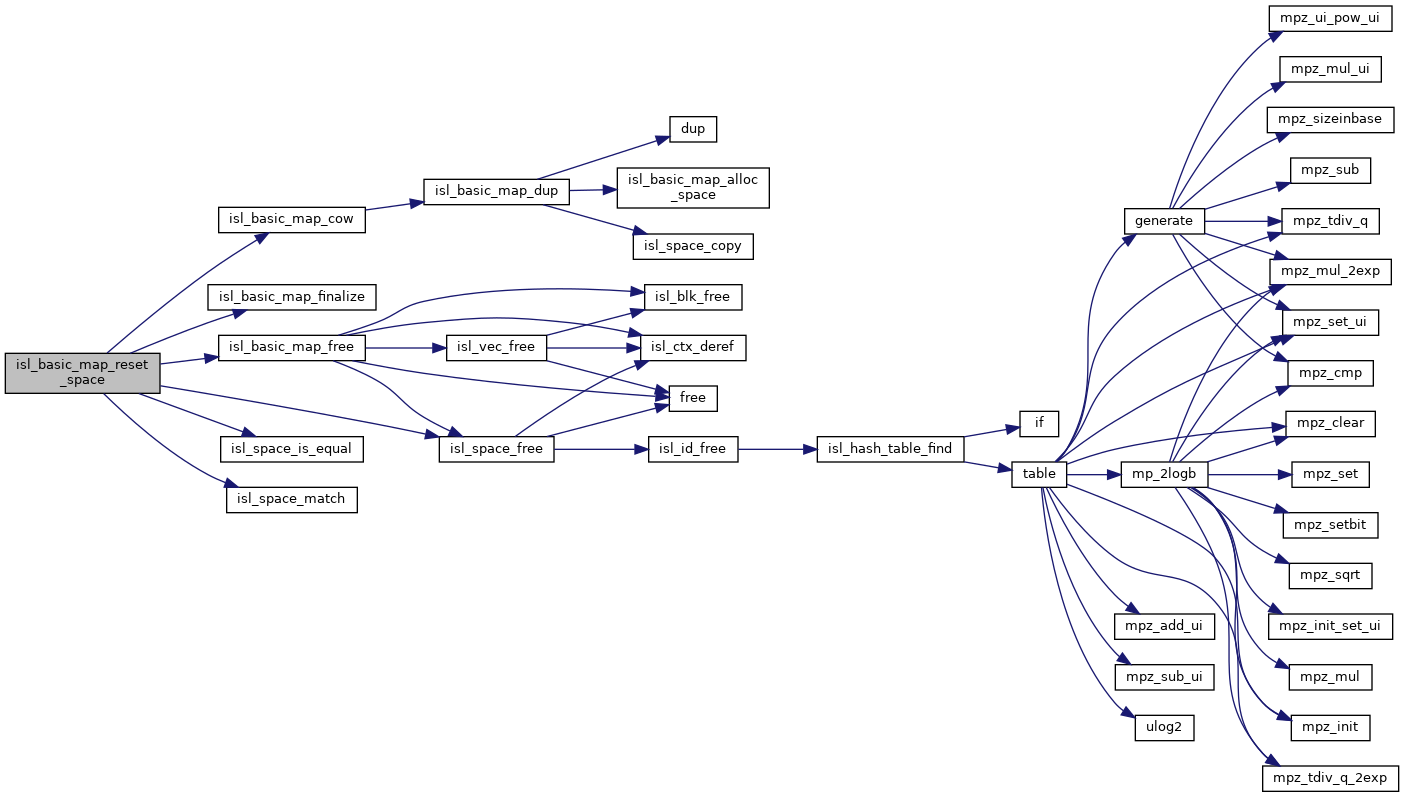 isl_basic_map_reset
_space
isl_basic_map_cow
isl_basic_map_finalize
isl_basic_map_free
isl_space_is_equal
isl_space_match
isl_basic_map_dup
isl_vec_free
isl_space_free
dup
isl_basic_map_alloc
_space
isl_space_copy
isl_blk_free
isl_ctx_deref
free
isl_id_free
isl_hash_table_find
if
table
generate
mp_2logb
mpz_add_ui
mpz_sub_ui
ulog2
mpz_ui_pow_ui
mpz_mul_ui
mpz_sizeinbase
mpz_sub
mpz_tdiv_q
mpz_mul_2exp
mpz_set_ui
mpz_cmp
mpz_clear
mpz_set
mpz_setbit
mpz_sqrt
mpz_init_set_ui
mpz_mul
mpz_init
mpz_tdiv_q_2exp